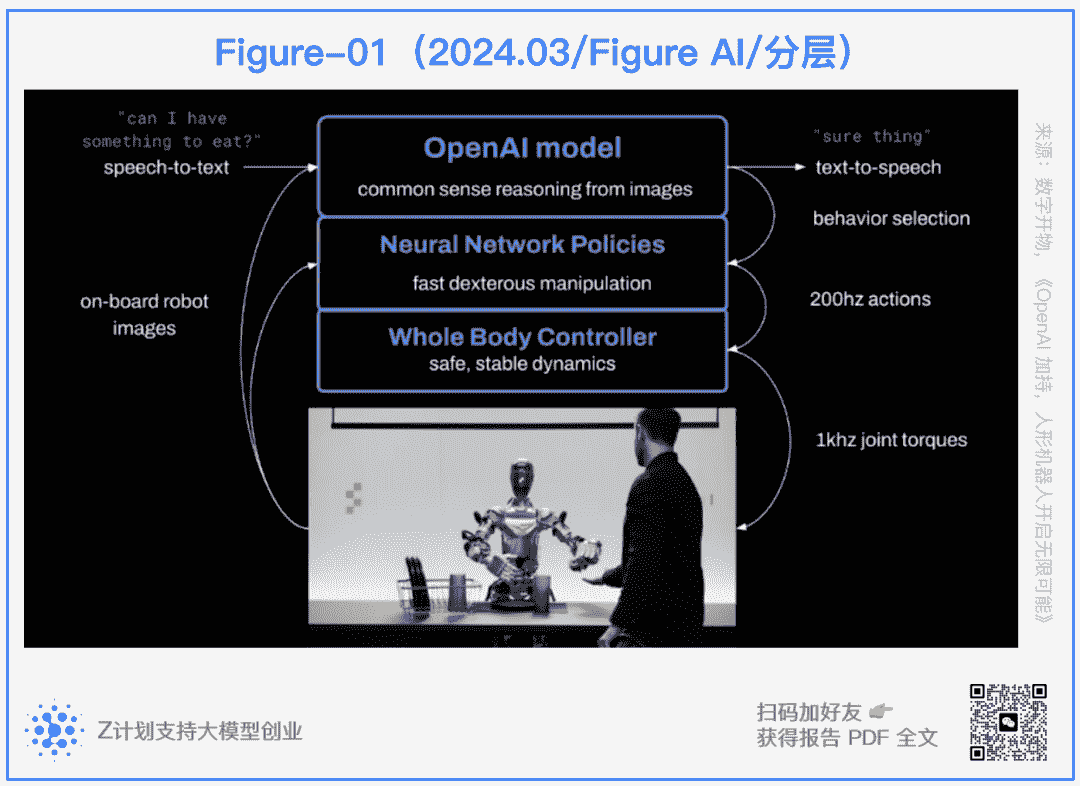 Figure-01（2024.03/Figure AI/分层）
"can I have
something to eat?"
speech-to-text
OpenAI model
common sense reasoning from images
"sure thing"
text-to-speech
behavior selection
Neural Network Policies
fast dexterous manipulation
on-board robot
images
200hz actions
Whole Body Controller
safe, stable dynamics
1khz joint torques
来源：数字开物，《OpenAI 加持，人形机器人开启无限可能》
Z计划支持大模型创业
扫码加好友
获得报告 PDF 全文